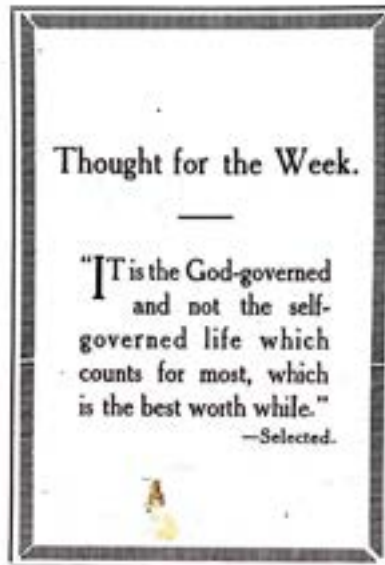 Thought for the Week.
"IT is the God-governed
and not the self-
governed life which
counts for most, which
is the best worth while."
—Selected.